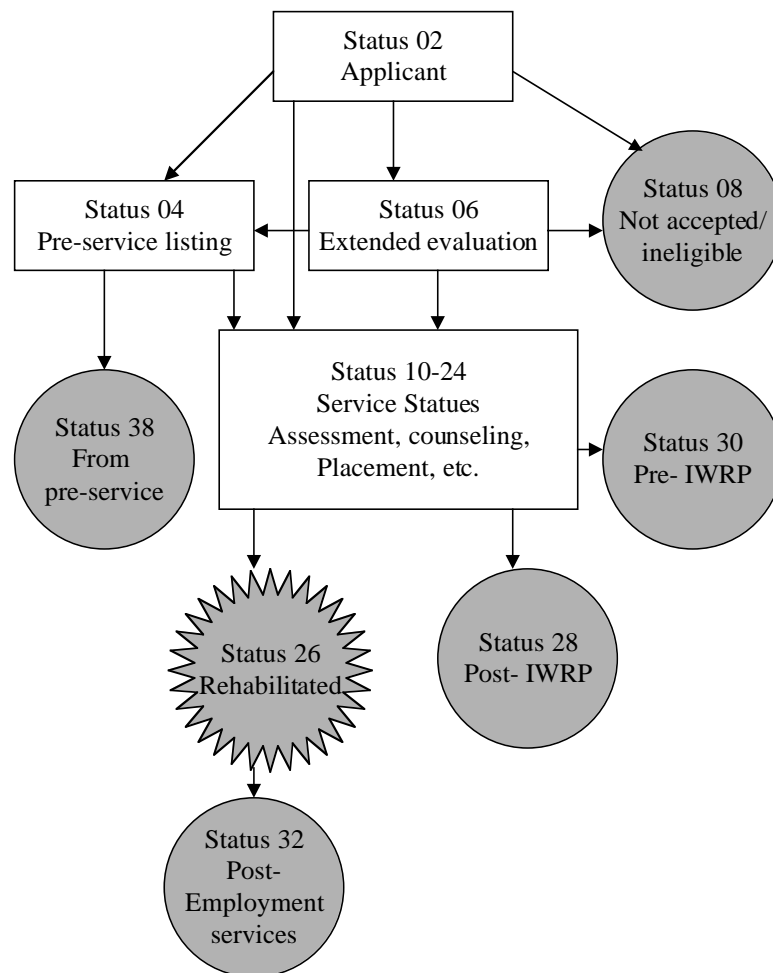 Status 02
Applicant
Status 04
Pre-service listing
Status 06
Extended evaluation
Status 08
Not accepted/
ineligible
Status 10-24
Service Statues
Assessment, counseling,
Placement, etc.
Status 38
From
pre-service
Status 30
Pre- IWRP
Status 26
Rehabilitated
Status 28
Post- IWRP
Status 32
Post-
Employment
services